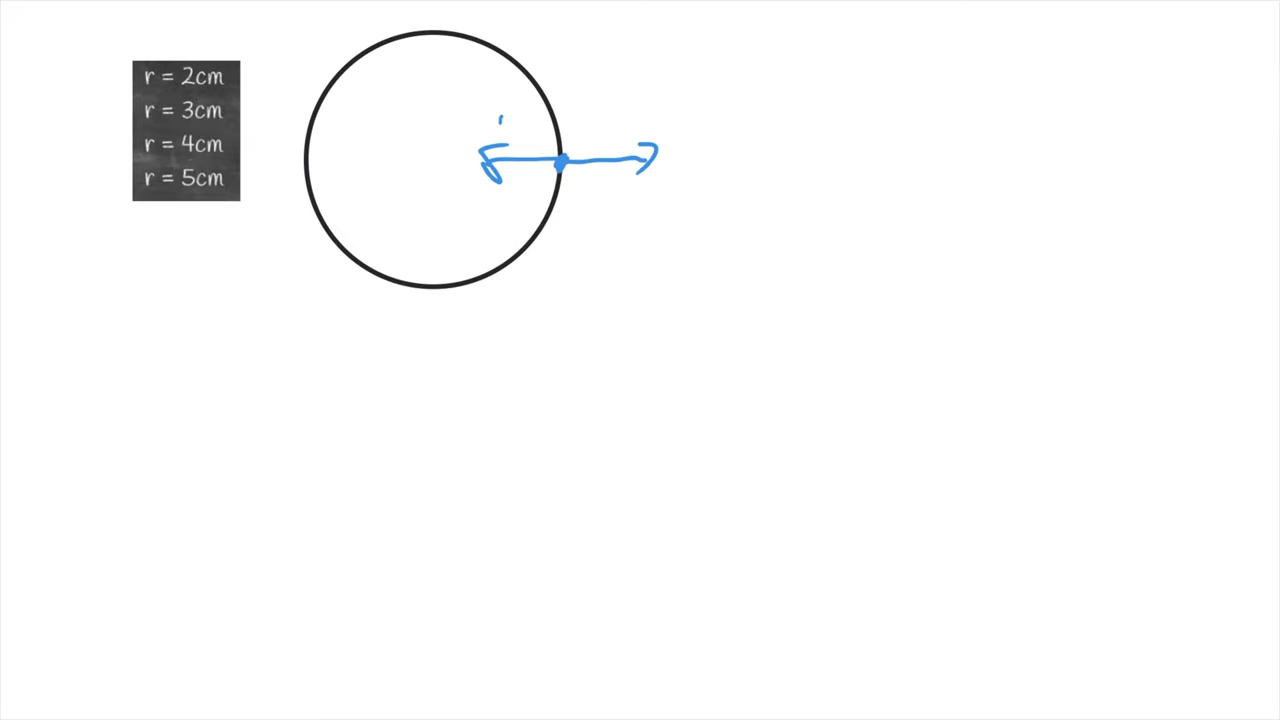 r = 2cm
r = 3cm
r = 4cm
r = 5cm